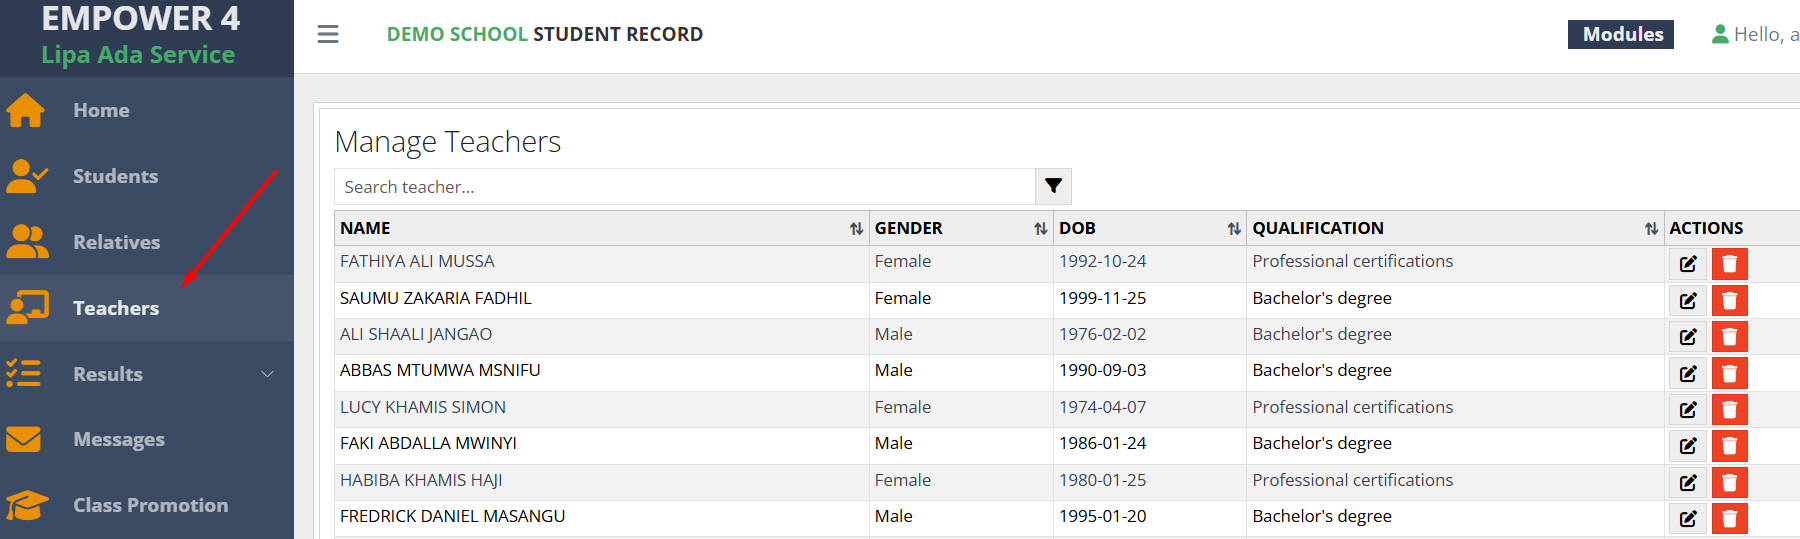 EMPOWER 4
Lipa Ada Service
DEMO SCHOOL STUDENT RECORD
Modules
Hello, a
Home
Students
Relatives
Teachers
Results
Messages
Class Promotion
Manage Teachers
Search teacher...
NAME GENDER DOB QUALIFICATION ACTIONS
FATHIYA ALI MUSSA Female 1992-10-24 Professional certifications
SAUMU ZAKARIA FADHIL Female 1999-11-25 Bachelor's degree
ALI SHAALI JANGAO Male 1976-02-02 Bachelor's degree
ABBAS MTUMWA MSNIFU Male 1990-09-03 Bachelor's degree
LUCY KHAMIS SIMON Female 1974-04-07 Professional certifications
FAKI ABDALLA MWINYI Male 1986-01-24 Bachelor's degree
HABIBA KHAMIS HAJI Female 1980-01-25 Professional certifications
FREDRICK DANIEL MASANGU Male 1995-01-20 Bachelor's degree